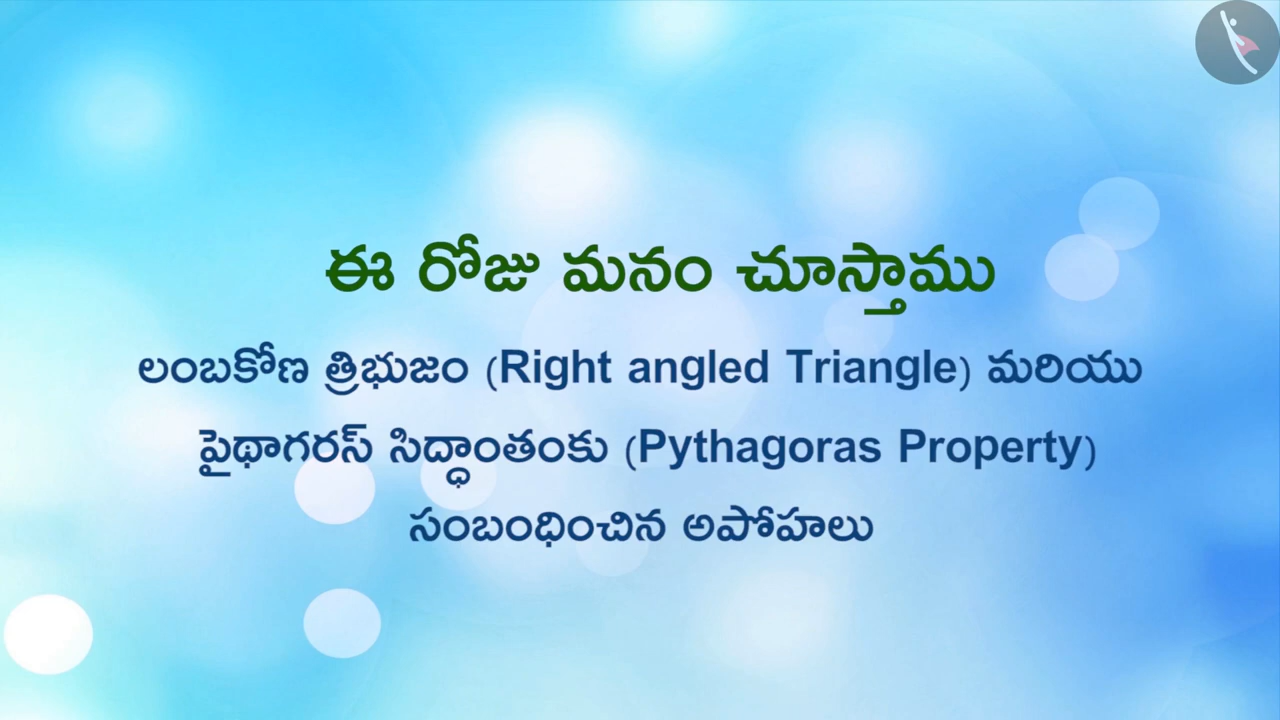 ఈ రోజు మనం చూస్తాము
లంబకోణ త్రిభుజం (Right angled Triangle) మరియు
పైథాగరస్ సిద్ధాంతంకు (Pythagoras Property)
సంబంధించిన అపోహలు